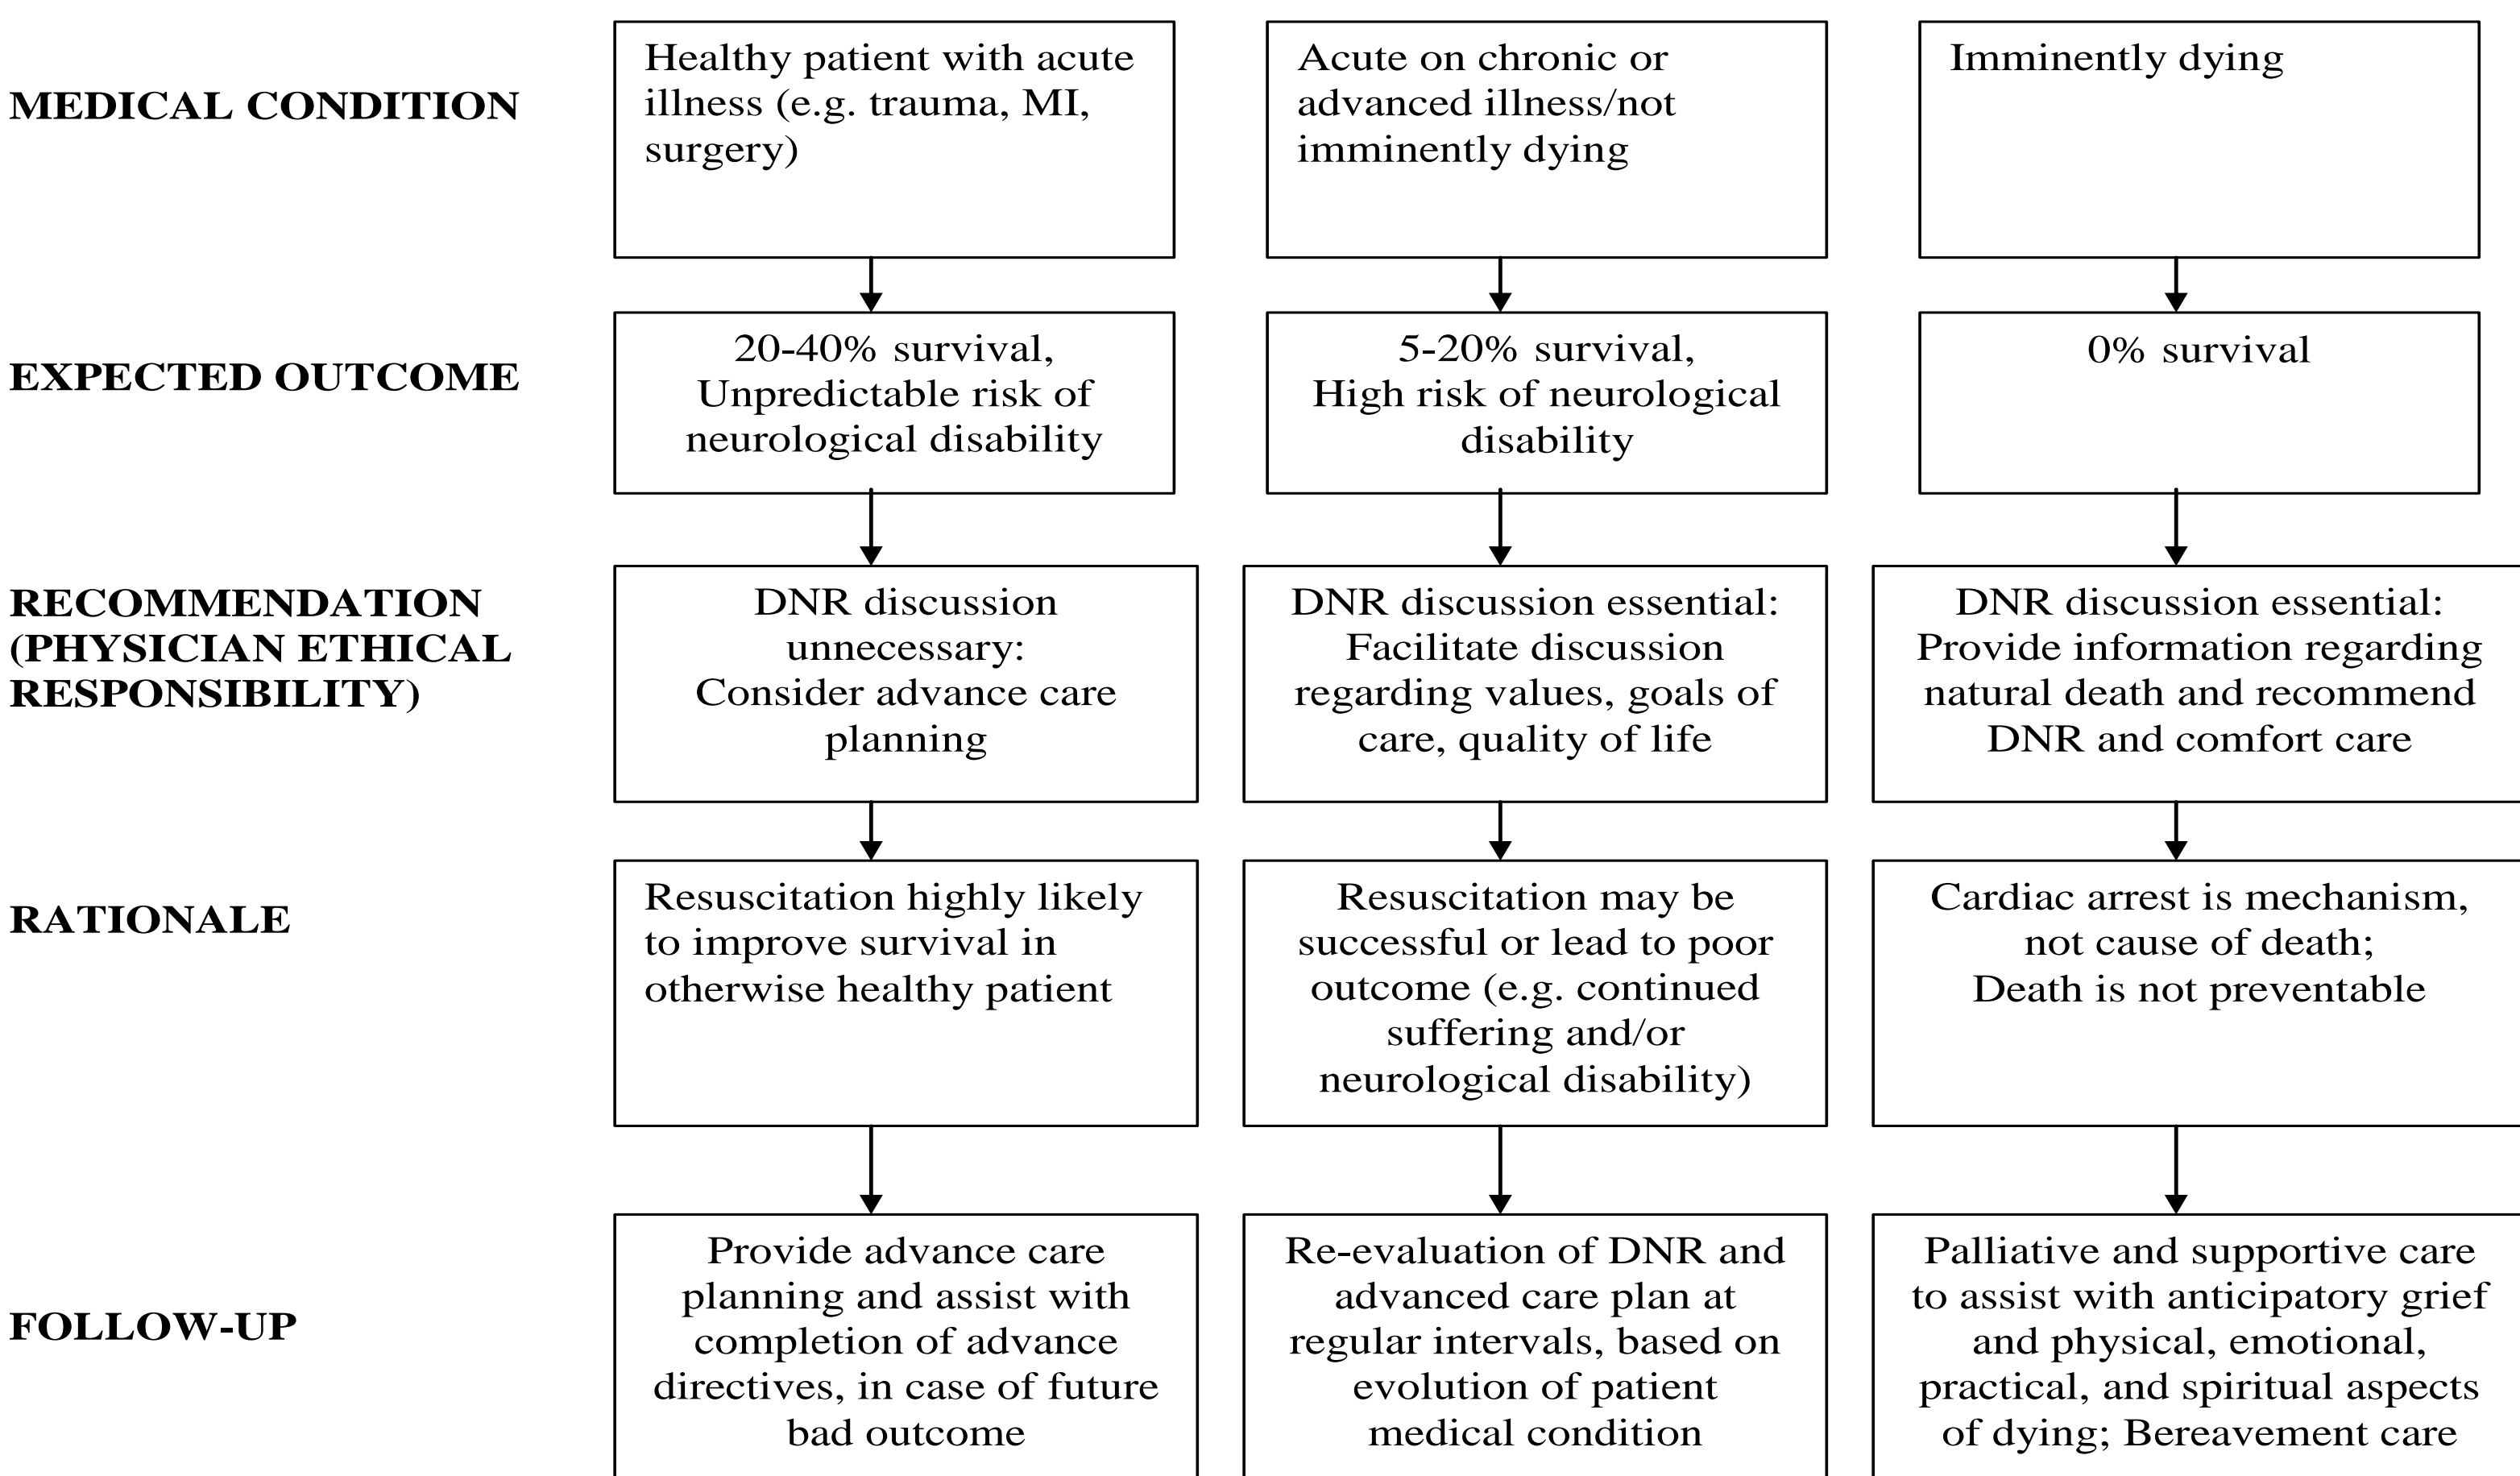 MEDICAL CONDITION
Healthy patient with acute
illness (e.g. trauma, MI,
surgery)
Acute on chronic or
advanced illness/not
imminently dying
Imminently dying
EXPECTED OUTCOME
20-40% survival,
Unpredictable risk of
neurological disability
5-20% survival,
High risk of neurological
disability
0% survival
RECOMMENDATION
(PHYSICIAN ETHICAL
RESPONSIBILITY)
DNR discussion
unnecessary:
Consider advance care
planning
DNR discussion essential:
Facilitate discussion
regarding values, goals of
care, quality of life
DNR discussion essential:
Provide information regarding
natural death and recommend
DNR and comfort care
RATIONALE
Resuscitation highly likely
to improve survival in
otherwise healthy patient
Resuscitation may be
successful or lead to poor
outcome (e.g. continued
suffering and/or
neurological disability)
Cardiac arrest is mechanism,
not cause of death;
Death is not preventable
FOLLOW-UP
Provide advance care
planning and assist with
completion of advance
directives, in case of future
bad outcome
Re-evaluation of DNR and
advanced care plan at
regular intervals, based on
evolution of patient
medical condition
Palliative and supportive care
to assist with anticipatory grief
and physical, emotional,
practical, and spiritual aspects
of dying; Bereavement care